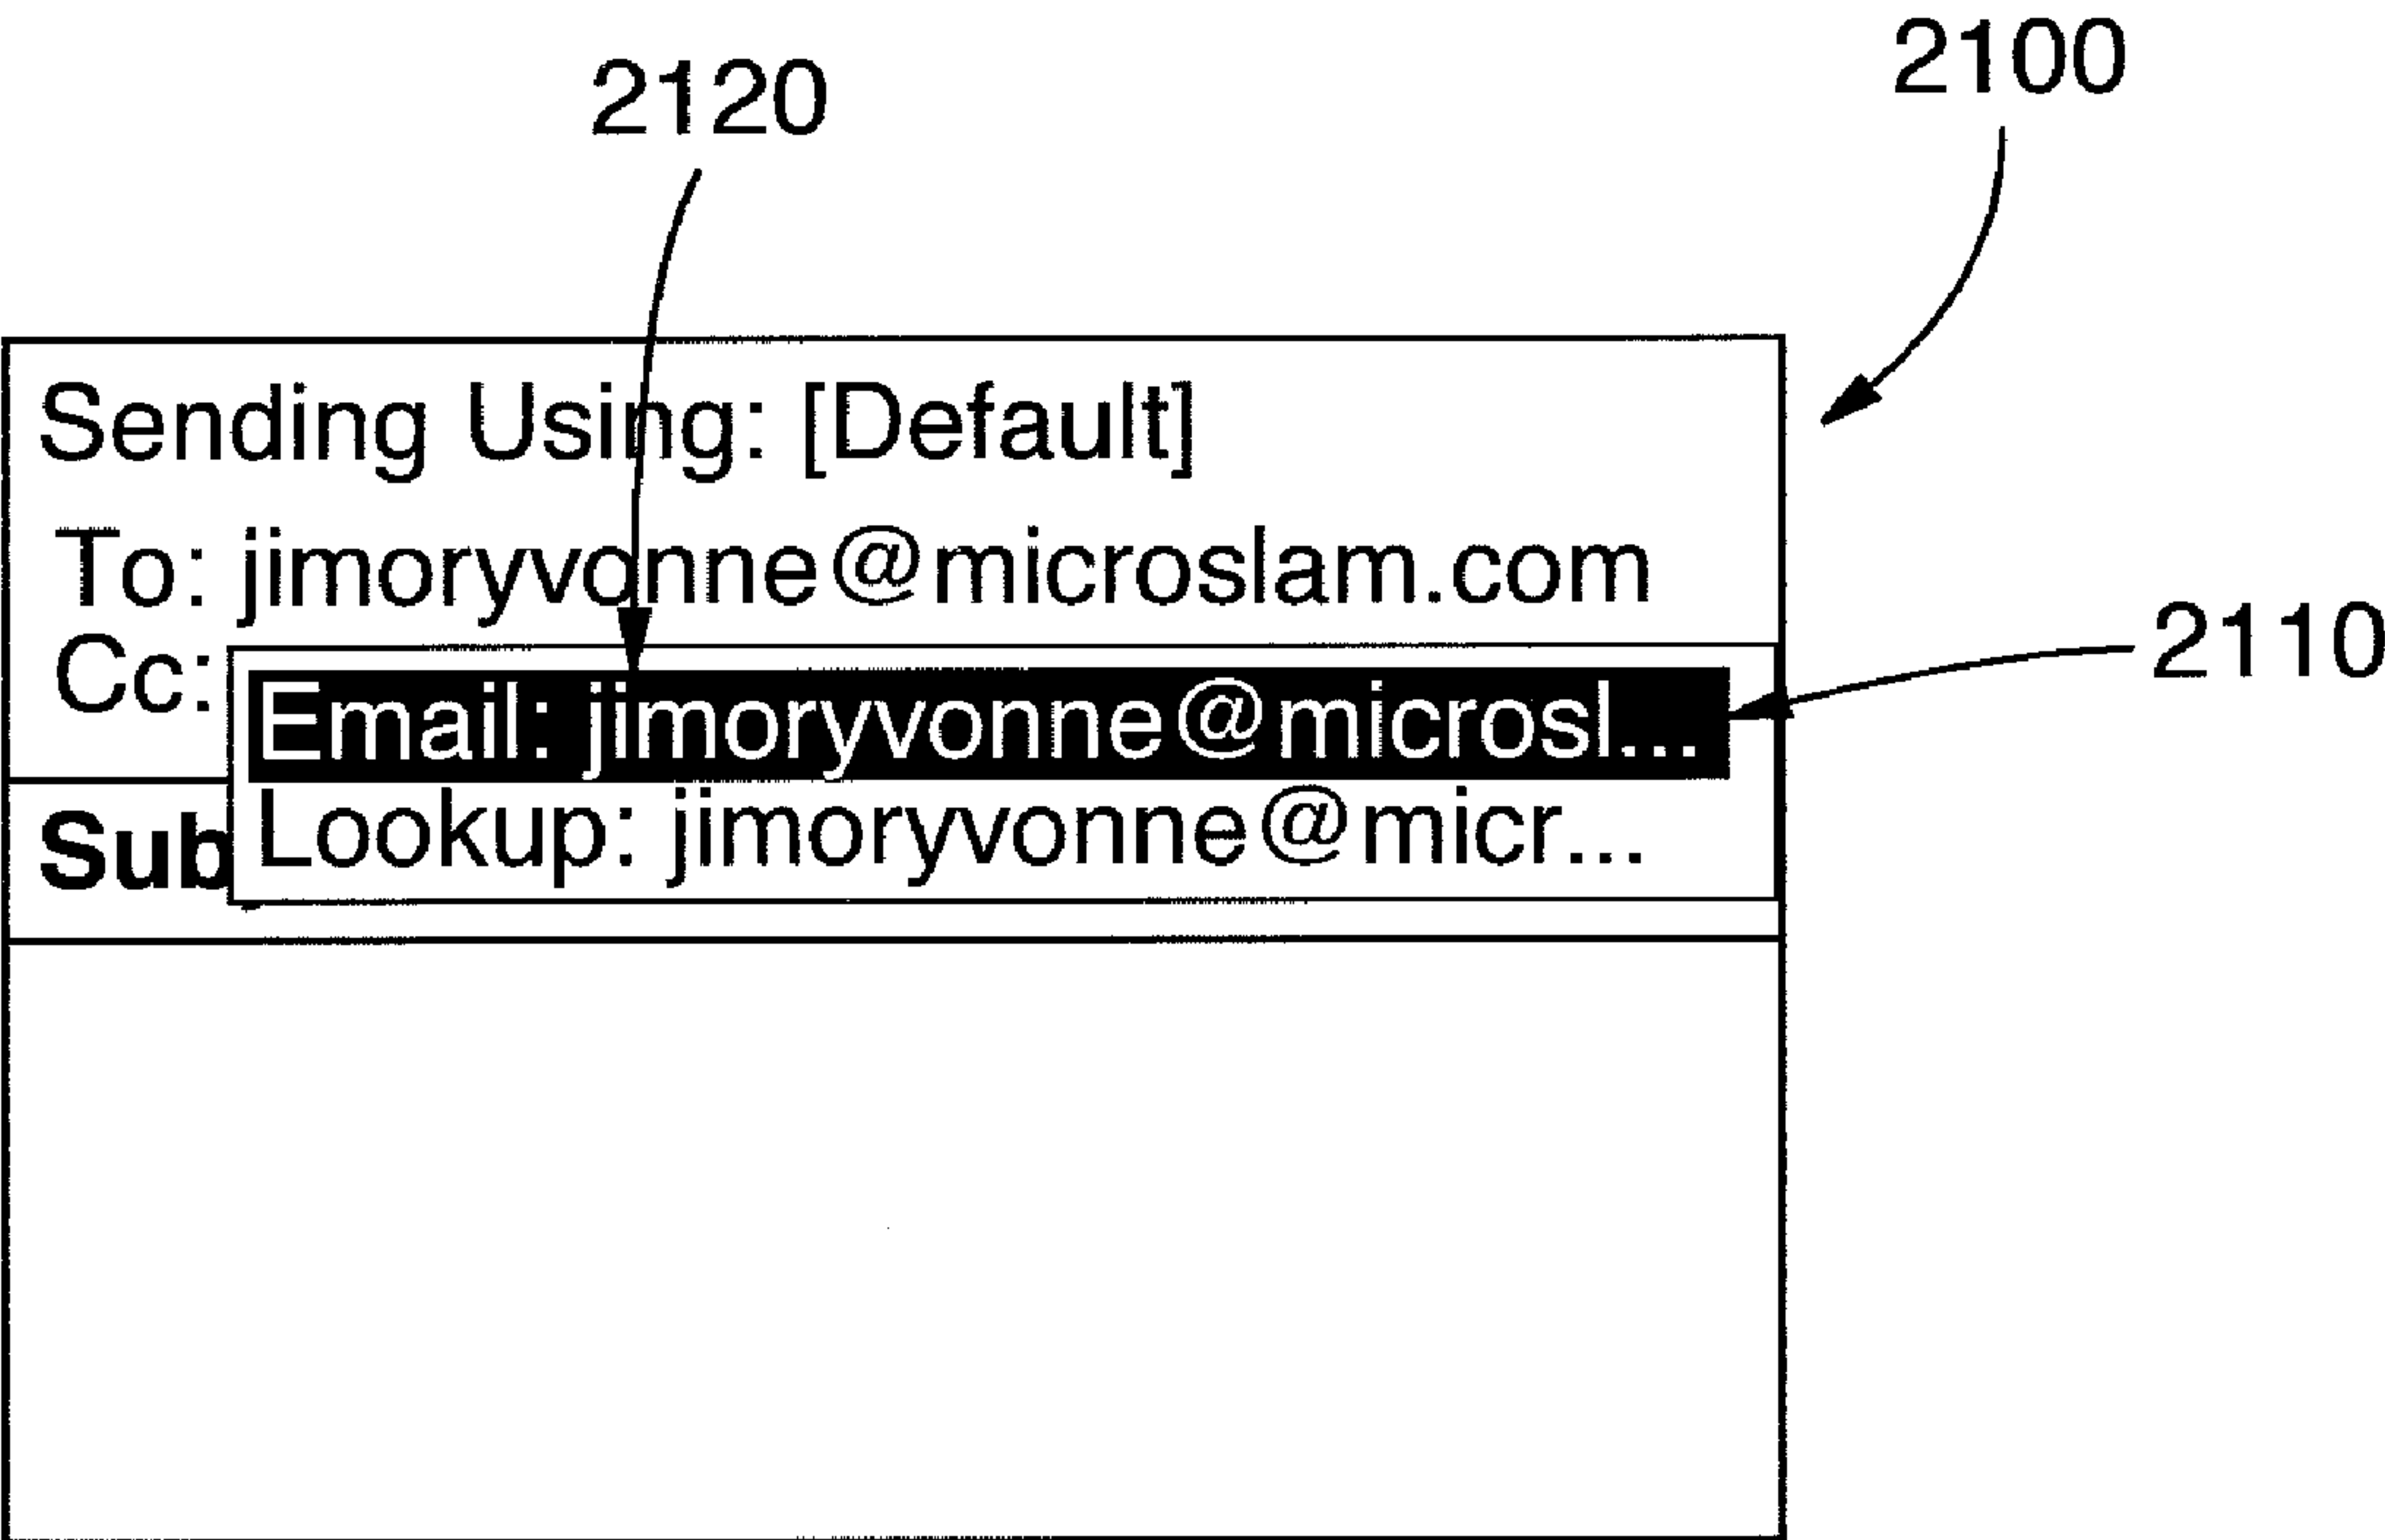 2100
2120
Sending Using: [Default]
To: jimoryvonne@microslam.com
2110
Cc:
Email: jimoryvonne@microsl...
Lookup: jimoryvonne@micr...
Sub